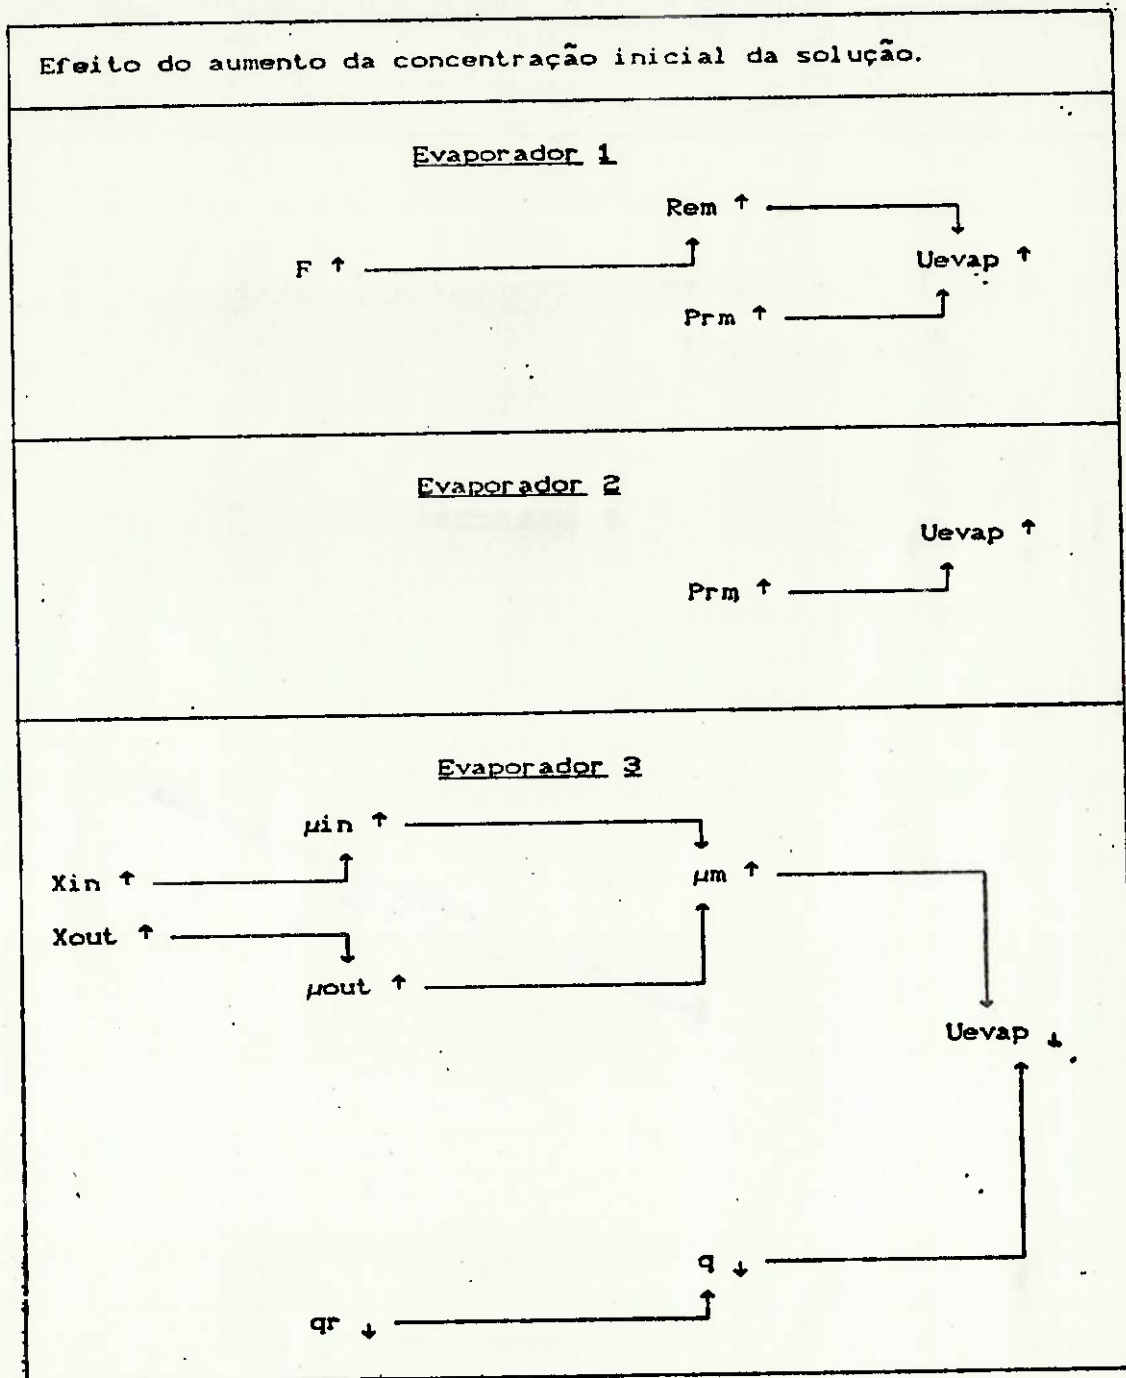 Efeito do aumento da concentração inicial da solução.
Evaporador 1
Rem ↑
F ↑
Uevap ↑
Prm ↑
Evaporador 2
Uevap ↑
Prm ↑
Evaporador 3
μin ↑
Xin ↑
μm ↑
Xout ↑
μout ↑
Uevap ↓
q ↓
qr ↓